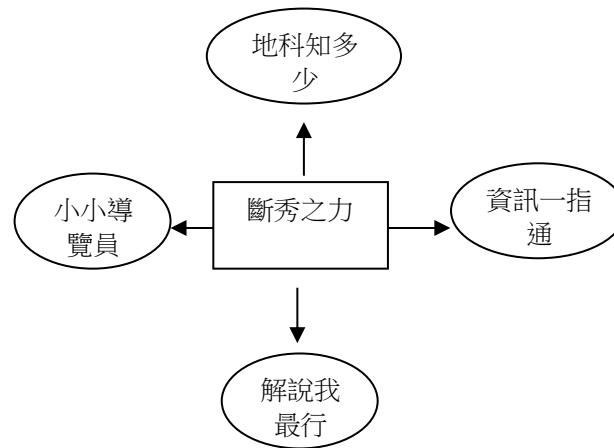 地科知多
少
小小導
覽員
斷秀之力
資訊一指
通
解說我
最行